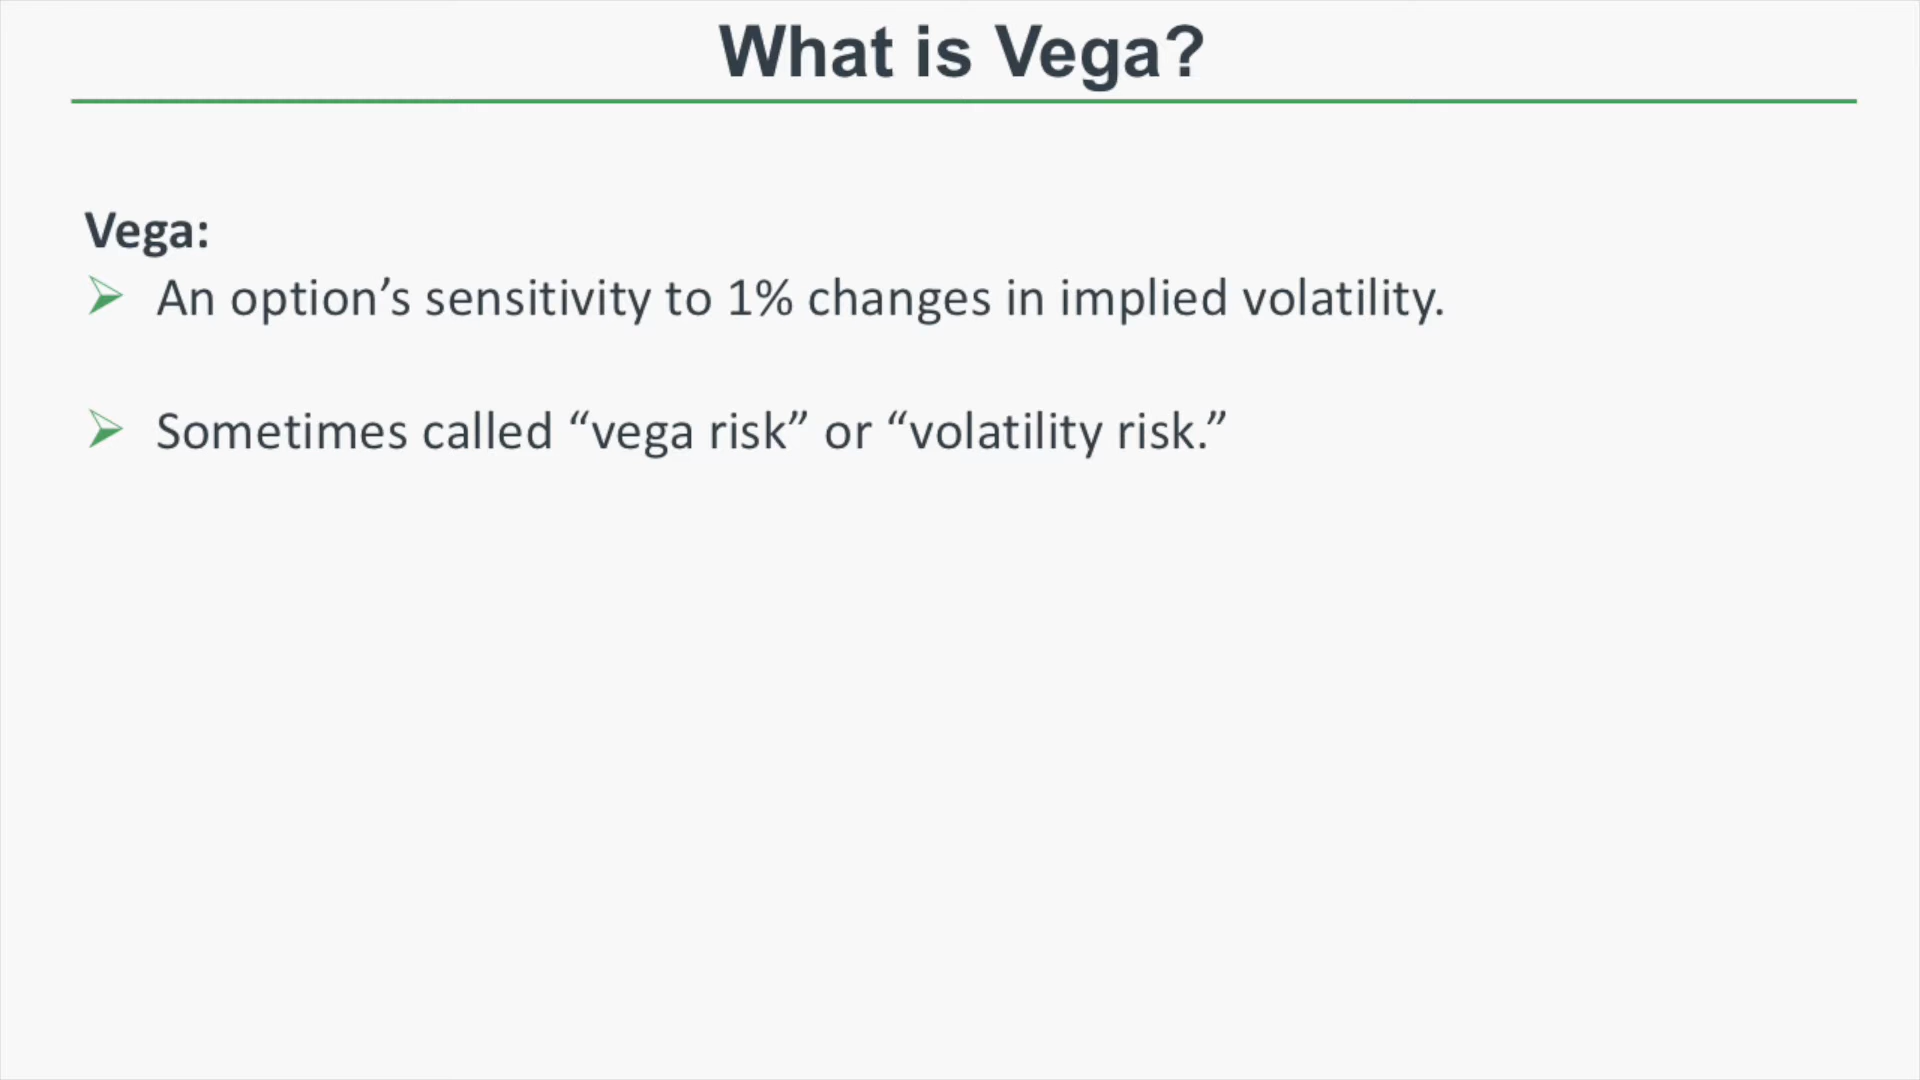 What is Vega?
Vega:
An option’s sensitivity to 1% changes in implied volatility.
Sometimes called “vega risk” or “volatility risk.”